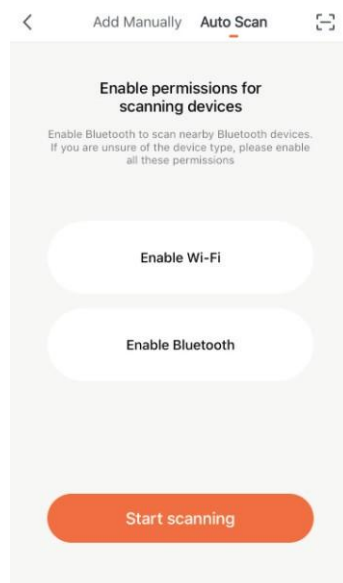 Add Manually Auto Scan
Enable permissions for
scanning devices
Enable Bluetooth to scan nearby Bluetooth devices.
If you are unsure of the device type, please enable
all these permissions
Enable Wi-Fi
Enable Bluetooth
Start scanning